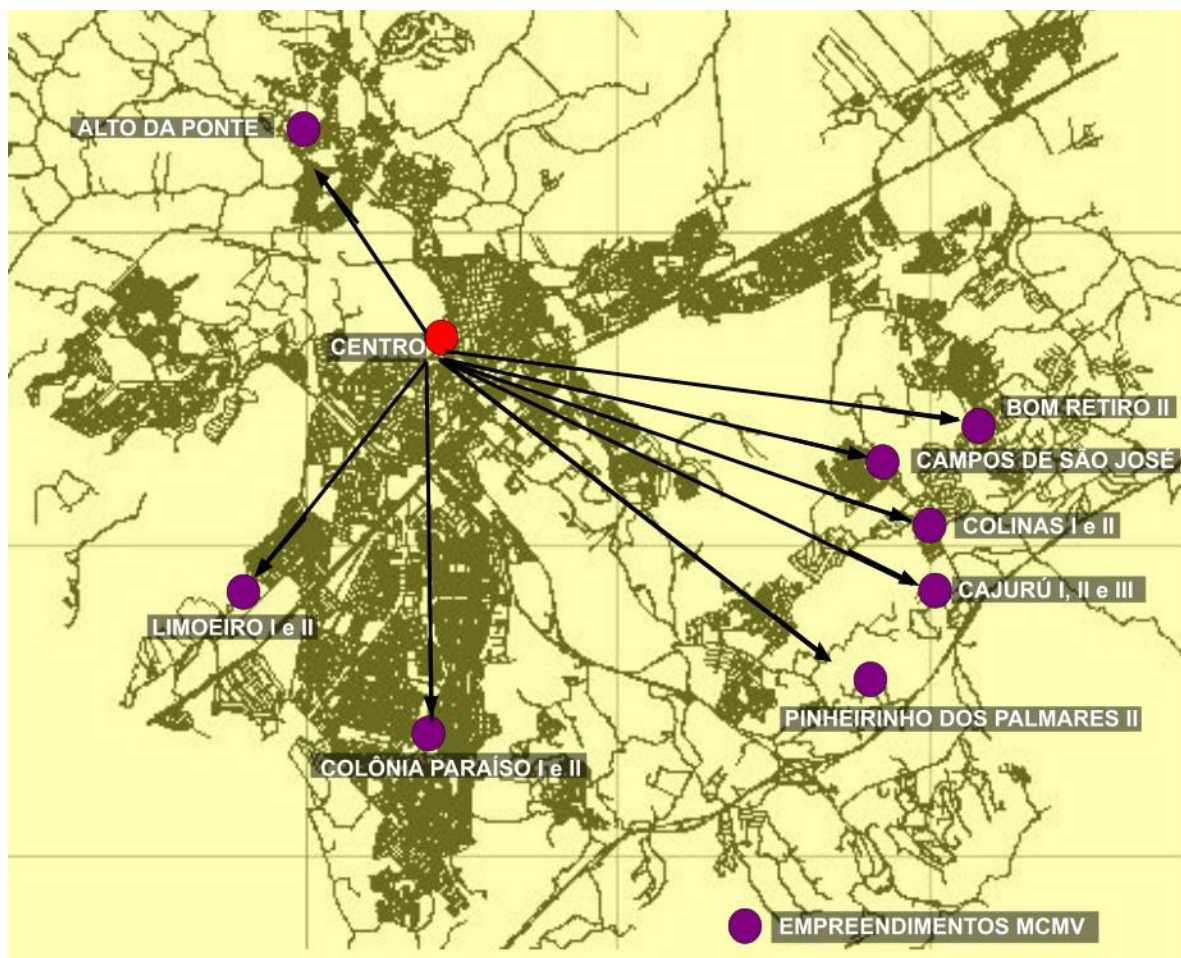 ALTO DA PONTE
CENTRO
BOM RETIRO II
CAMPOS DE SÃO JOSÉ
COLINAS I e II
CAJURÚ I, II e III
LIMOEIRO I e II
PINHEIRINHO DOS PALMARES II
COLÔNIA PARAÍSO I e II
EMPREENDIMENTOS MCMV